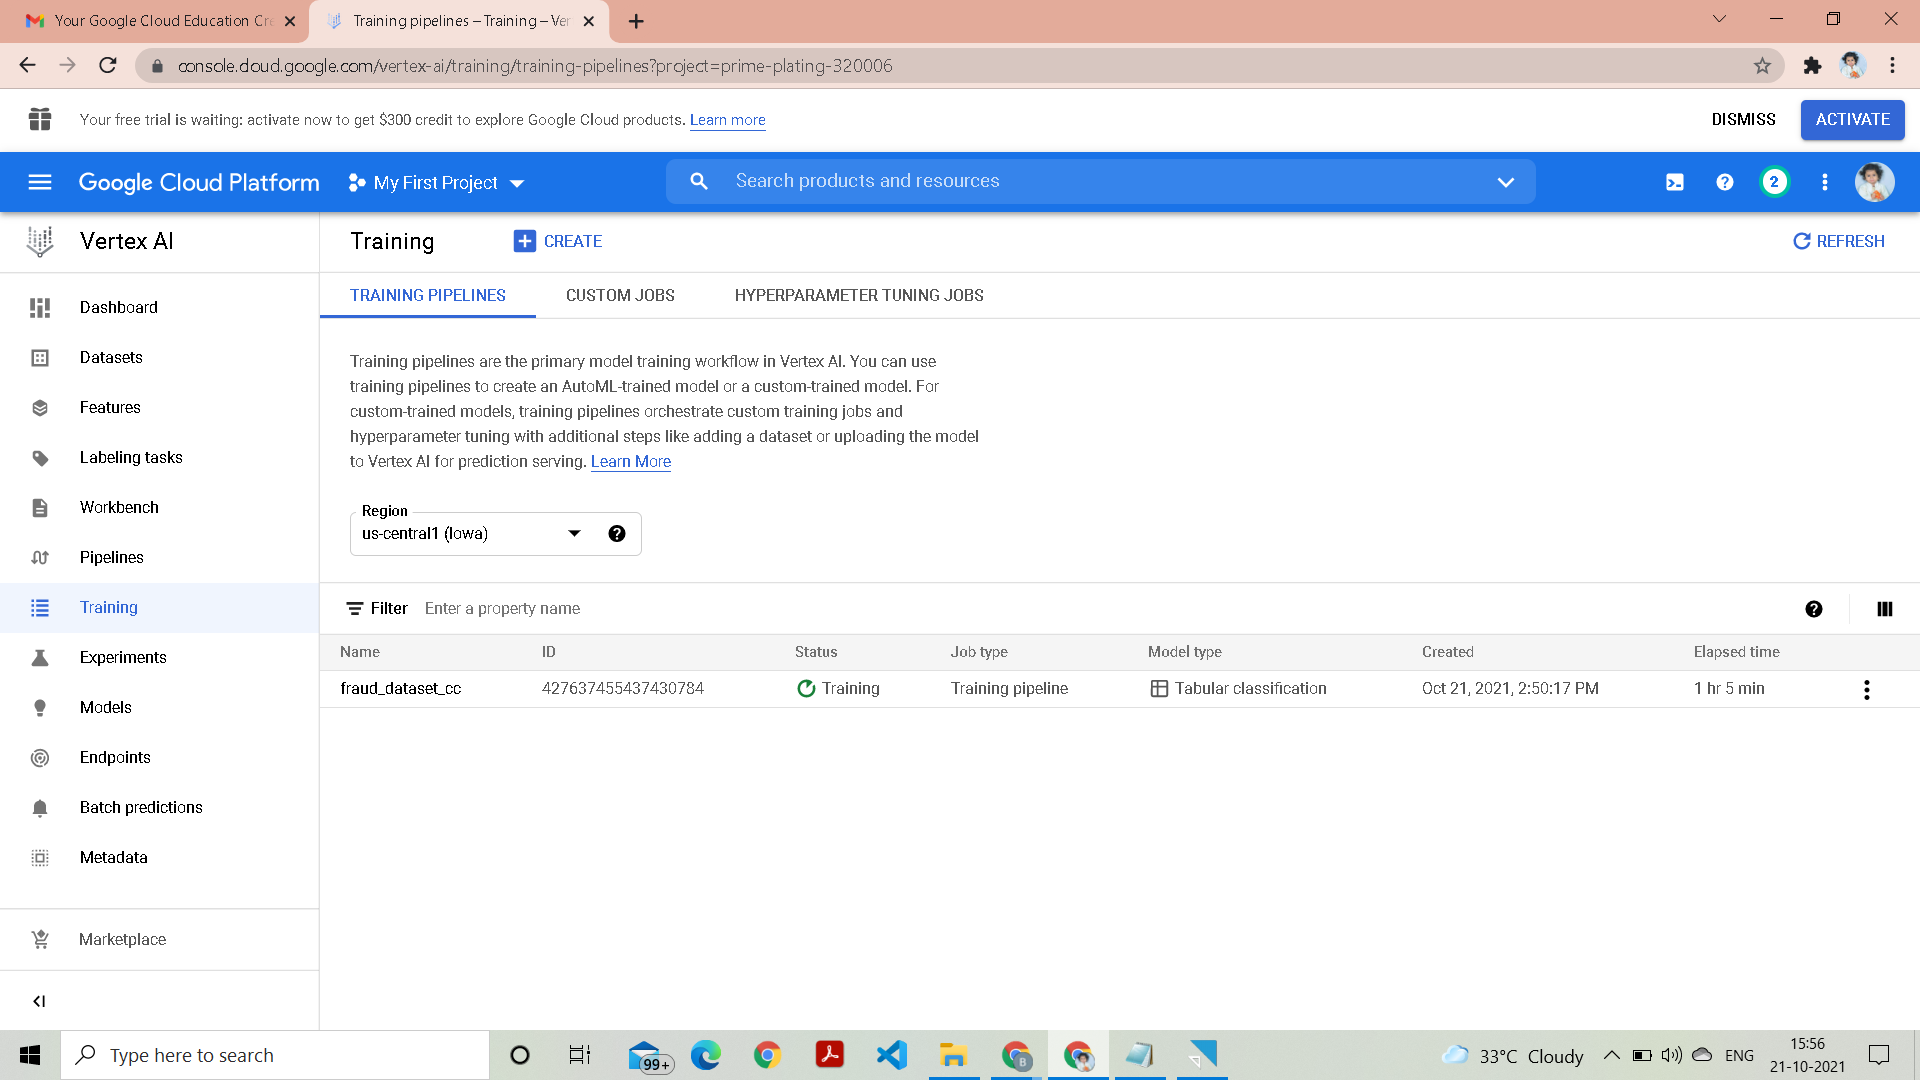 Your Google Cloud Education Cre
Training pipelines – Training – Ver
console.cloud.google.com/vertex-ai/training/training-pipelines?project=prime-plating-320006
Your free trial is waiting: activate now to get $300 credit to explore Google Cloud products. Learn more
DISMISS
ACTIVATE
Google Cloud Platform
My First Project
Search products and resources
2
Vertex AI
Training
CREATE
REFRESH
Dashboard
Datasets
Features
Labeling tasks
Workbench
Pipelines
Training
Experiments
Models
Endpoints
Batch predictions
Metadata
Marketplace
TRAINING PIPELINES CUSTOM JOBS HYPERPARAMETER TUNING JOBS
Training pipelines are the primary model training workflow in Vertex AI. You can use
training pipelines to create an AutoML-trained model or a custom-trained model. For
custom-trained models, training pipelines orchestrate custom training jobs and
hyperparameter tuning with additional steps like adding a dataset or uploading the model
to Vertex AI for prediction serving. Learn More
Region
us-central1 (Iowa)
Filter Enter a property name
Name ID Status Job type Model type Created Elapsed time
fraud_dataset_cc 427637455437430784 Training Training pipeline Tabular classification Oct 21, 2021, 2:50:17 PM 1 hr 5 min
Type here to search
99+
B
33°C Cloudy
ENG
15:56
21-10-2021